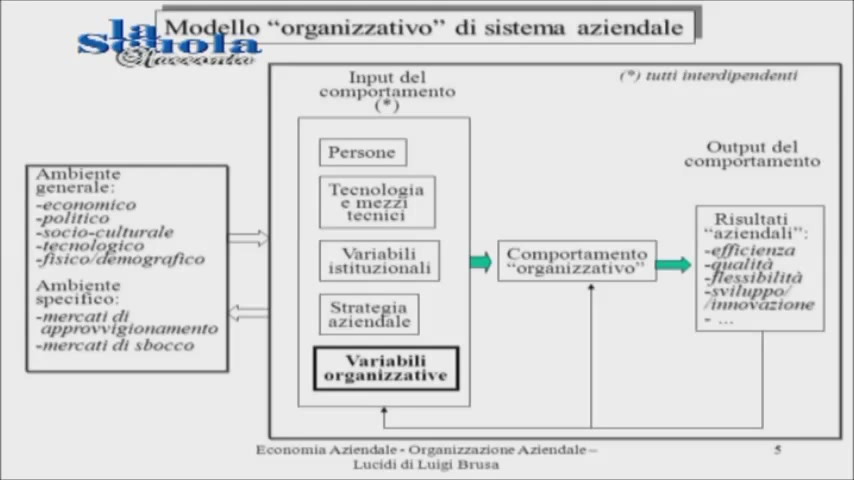 Modello “organizzativo” di sistema aziendale
la
Scuola
Racconta
Input del
comportamento
(*)
(*) tutti interdipendenti
Persone
Tecnologia
e mezzi
tecnici
Variabili
istituzionali
Strategia
aziendale
Variabili
organizzative
Ambiente
generale:
-economico
-politico
-socio-culturale
-tecnologico
-fisico/demografico
Ambiente
specifico:
-mercati di
approvvigionamento
-mercati di sbocco
Comportamento
“organizzativo”
Output del
comportamento
Risultati
“aziendali”:
-efficienza
-qualità
-flessibilità
-sviluppo/
/innovazione
- ...
Economia Aziendale - Organizzazione Aziendale –
Lucidi di Luigi Brusa
5